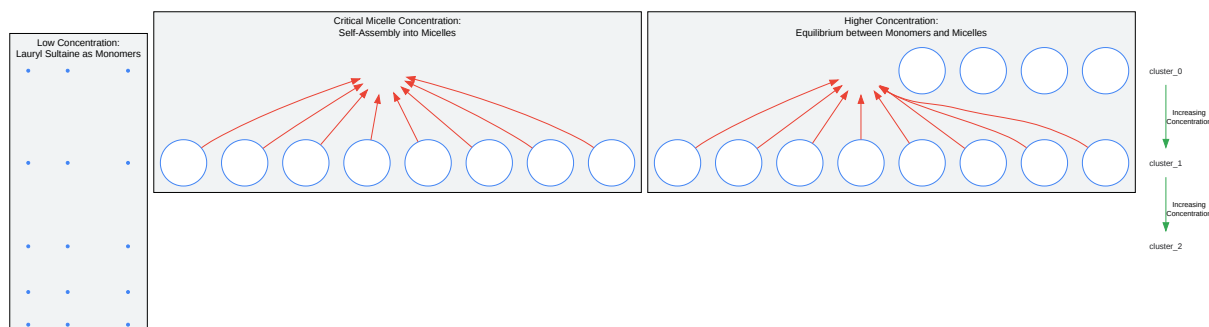 Low Concentration:
Lauryl Sultaine as Monomers
Critical Micelle Concentration:
Self-Assembly into Micelles
Higher Concentration:
Equilibrium between Monomers and Micelles
cluster_0
Increasing
Concentration
cluster_1
Increasing
Concentration
cluster_2